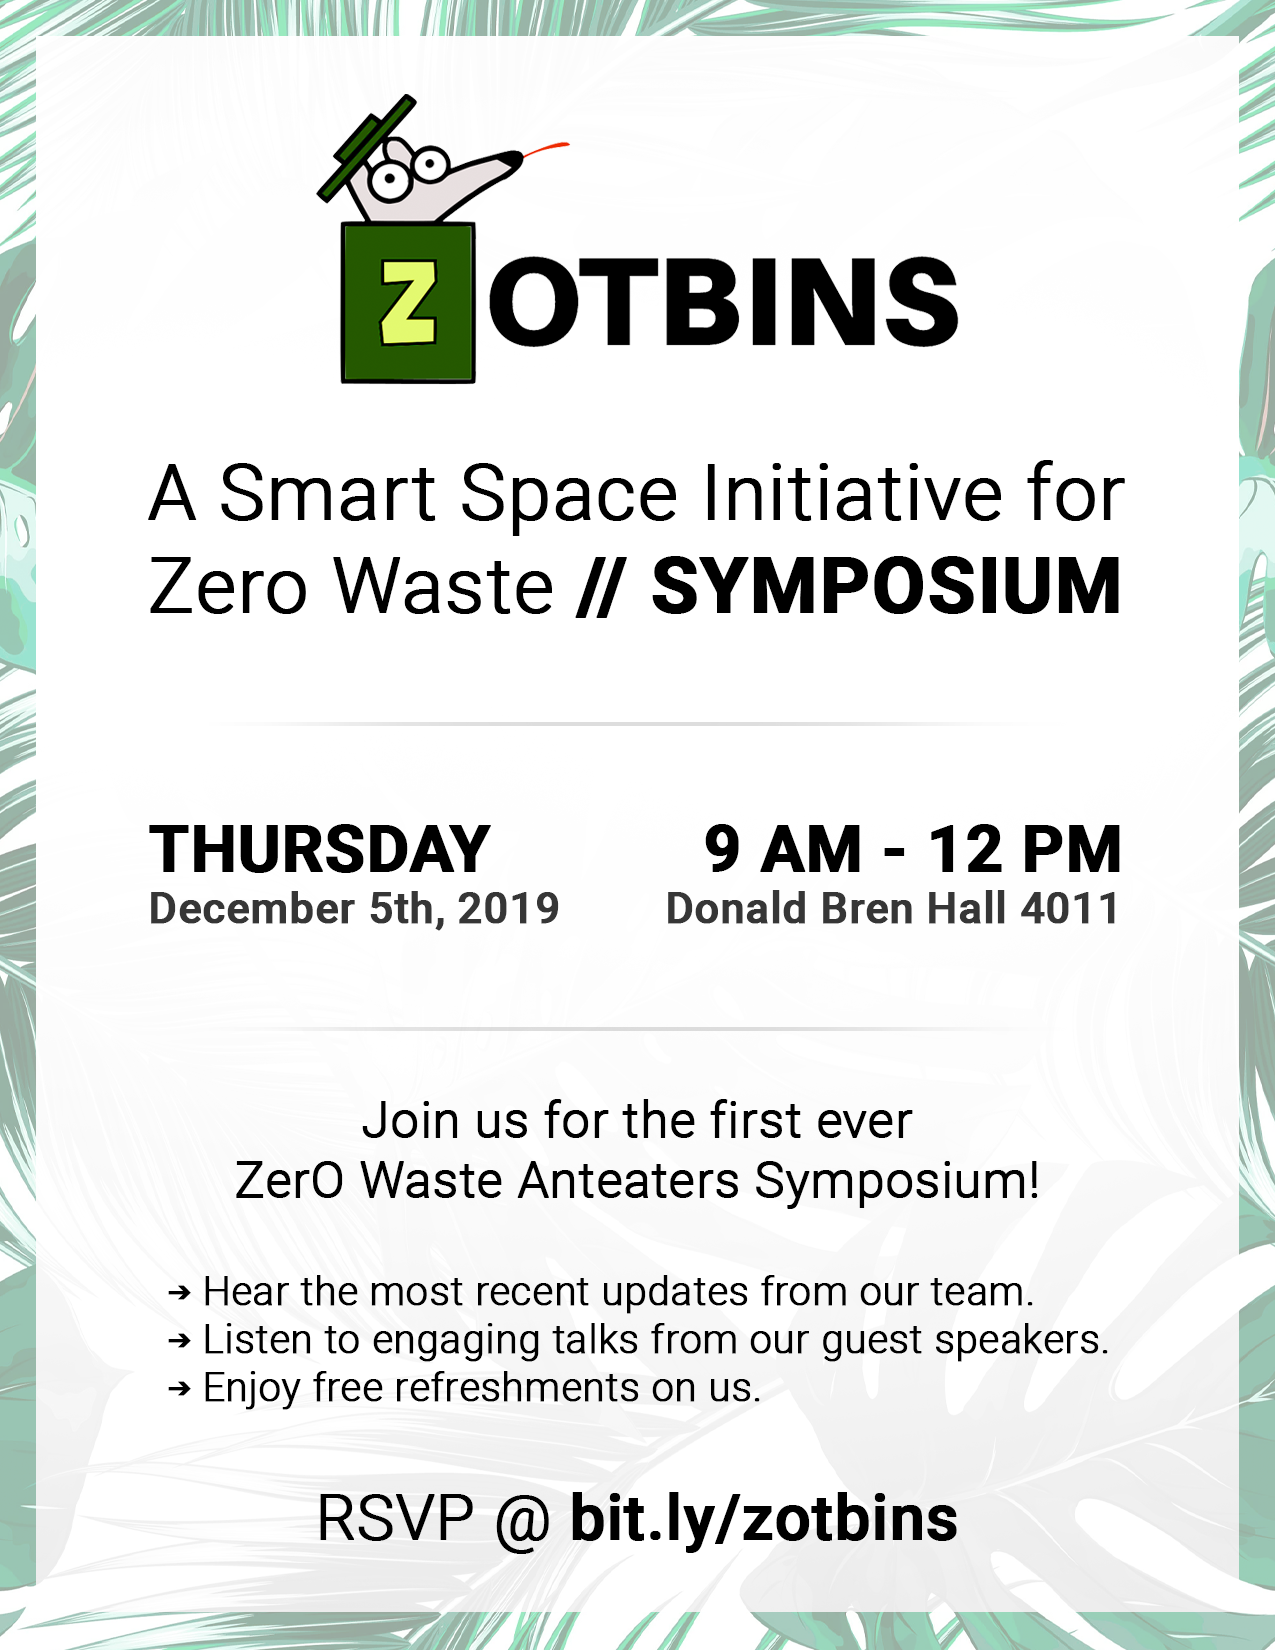 ZOTBINS
A Smart Space Initiative for
Zero Waste // SYMPOSIUM
THURSDAY
December 5th, 2019
9 AM - 12 PM
Donald Bren Hall 4011
Join us for the first ever
ZerO Waste Anteaters Symposium!
➔ Hear the most recent updates from our team.
➔ Listen to engaging talks from our guest speakers.
➔ Enjoy free refreshments on us.
RSVP @ bit.ly/zotbins